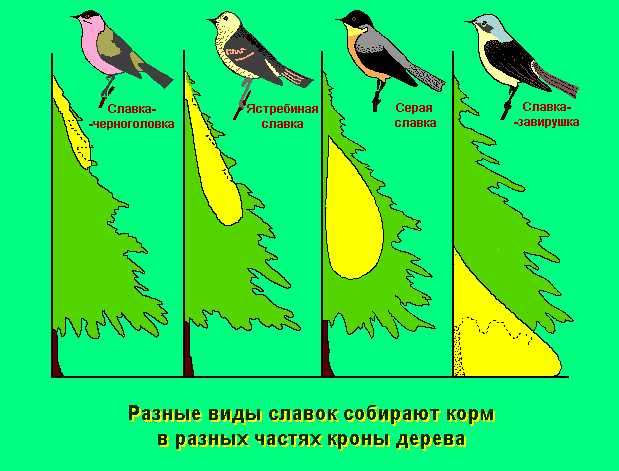 Славка-
-черноголовка
Ястребиная
славка
Серая
славка
Славка-
-завирушка
Разные виды славок собирают корм
в разных частях кроны дерева